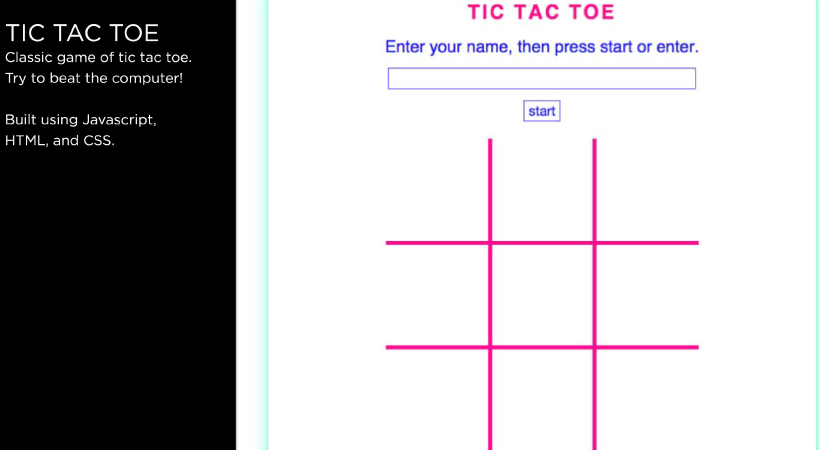 TIC TAC TOE
Classic game of tic tac toe.
Try to beat the computer!
Built using Javascript,
HTML, and CSS.
TIC TAC TOE
Enter your name, then press start or enter.
start